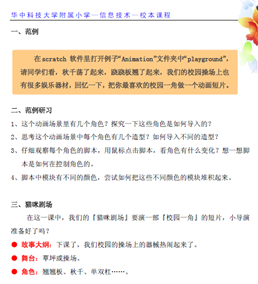 华中科技大学附属小学—信息技术—校本课程
一、范例
在 scratch 软件里打开例子“Animation”文件夹中“playground”，
请同学们看，秋千荡了起来，跷跷板翘了起来，我们的校园操场上也
有很多娱乐器材，回忆一下，把你最喜欢的校园一角做一个动画短片。
二、范例研习
1、这个动画场景里有几个角色？探究一下这些角色是如何导入的？
2、思考这个动画场景中每个角色有几个造型？如何导入不同的造型？
3、仔细观察每个角色的脚本，用鼠标点击脚本，看角色有什么变化？想一想脚
本是如何在控制角色的。
4、脚本中模块有不同的颜色，尝试如何把这些不同颜色的模块堆积起来。
三、猫咪剧场
在这一课中，我们的『猫咪剧场』要演一部『校园一角』的短片，小导演
准备好了吗？
● 故事大纲：下课了，我们校园的操场上的器械热闹起来了。
● 舞台：草坪或操场。
● 角色：翘翘板、秋千、单双杠……。